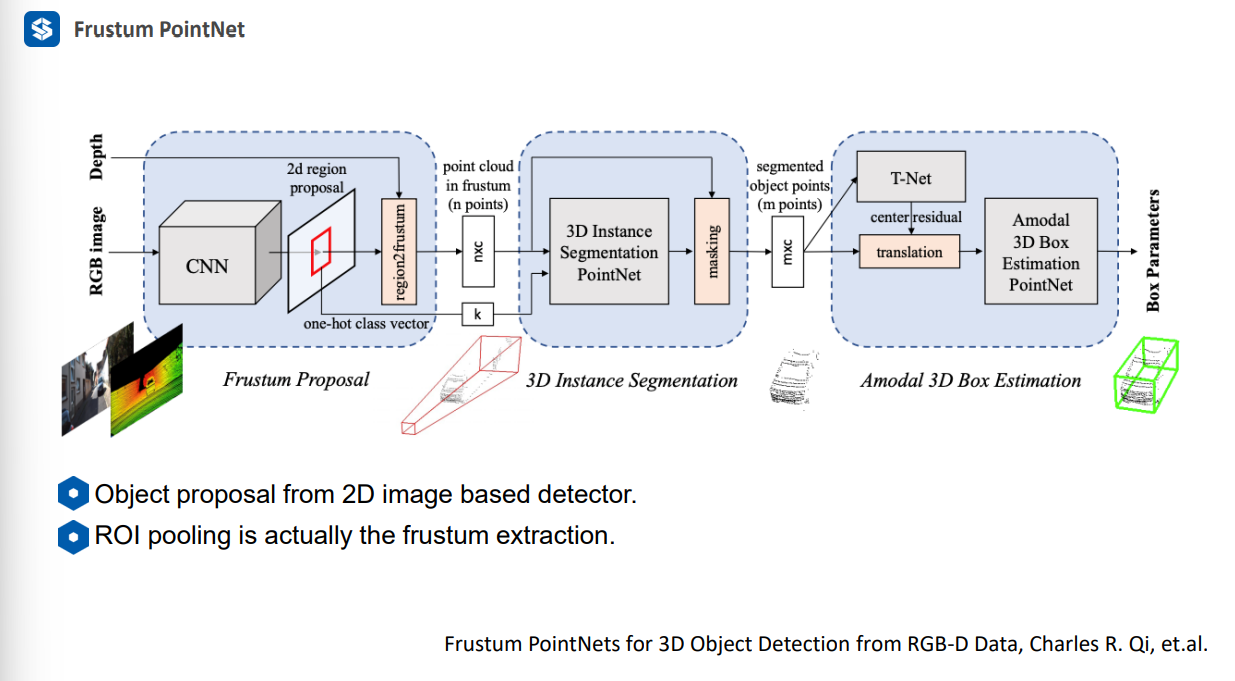 Frustum PointNet
Depth
RGB image
CNN
2d region
proposal
region2frustum
one-hot class vector
Frustum Proposal
point cloud
in frustum
(n points)
nxc
k
3D Instance
Segmentation
PointNet
masking
3D Instance Segmentation
segmented
object points
(m points)
mxc
T-Net
center residual
translation
Amodal
3D Box
Estimation
PointNet
Amodal 3D Box Estimation
Box Parameters
Object proposal from 2D image based detector.
ROI pooling is actually the frustum extraction.
Frustum PointNets for 3D Object Detection from RGB-D Data, Charles R. Qi, et.al.